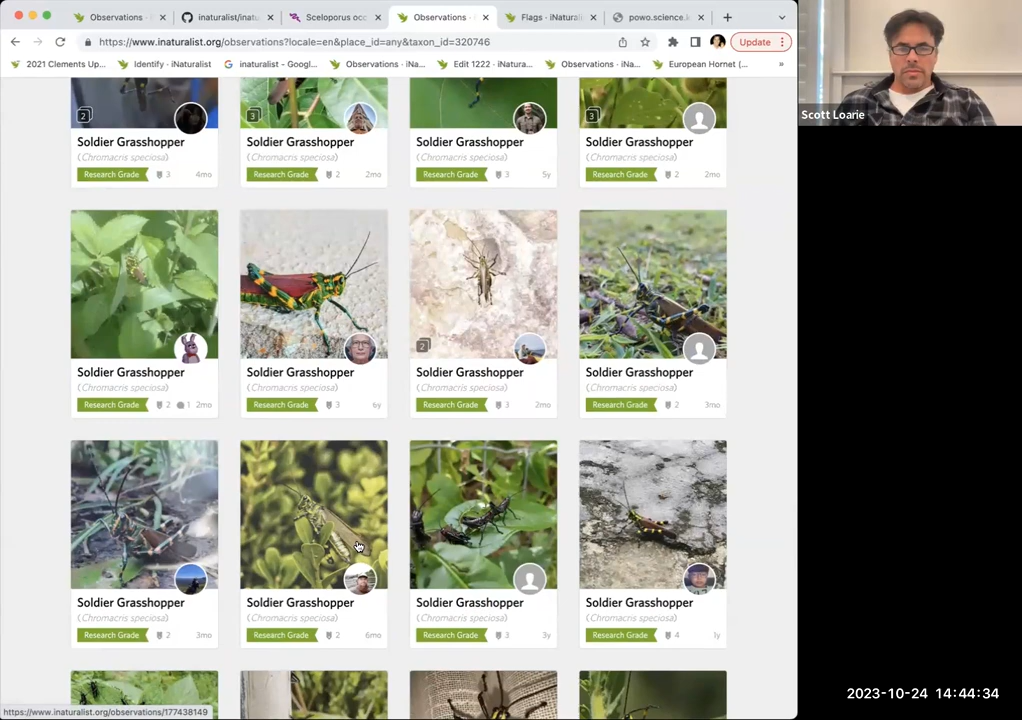 Observations ·
inaturalist/inatu
Sceloporus occ
Observations ·
Flags · iNaturali
powo.science.k
https://www.inaturalist.org/observations?locale=en&place_id=any&taxon_id=320746
Update
2021 Clements Up...
Identify · iNaturalist
inaturalist - Googl...
Observations · iNa...
Edit 1222 · iNatura...
Observations · iNa...
European Hornet (...
»
Scott Loarie
2
3
3
Soldier Grasshopper
Soldier Grasshopper
Soldier Grasshopper
Soldier Grasshopper
(Chromacris speciosa)
(Chromacris speciosa)
(Chromacris speciosa)
(Chromacris speciosa)
Research Grade 3 4mo
Research Grade 2 2mo
Research Grade 3 5y
Research Grade 2 2mo
2
Soldier Grasshopper
Soldier Grasshopper
Soldier Grasshopper
Soldier Grasshopper
(Chromacris speciosa)
(Chromacris speciosa)
(Chromacris speciosa)
(Chromacris speciosa)
Research Grade 2 1 2mo
Research Grade 3 6y
Research Grade 3 2mo
Research Grade 2 3mo
Soldier Grasshopper
Soldier Grasshopper
Soldier Grasshopper
Soldier Grasshopper
(Chromacris speciosa)
(Chromacris speciosa)
(Chromacris speciosa)
(Chromacris speciosa)
Research Grade 2 3mo
Research Grade 2 6mo
Research Grade 3 3y
Research Grade 4 1y
2023-10-24 14:44:34
https://www.inaturalist.org/observations/177438149